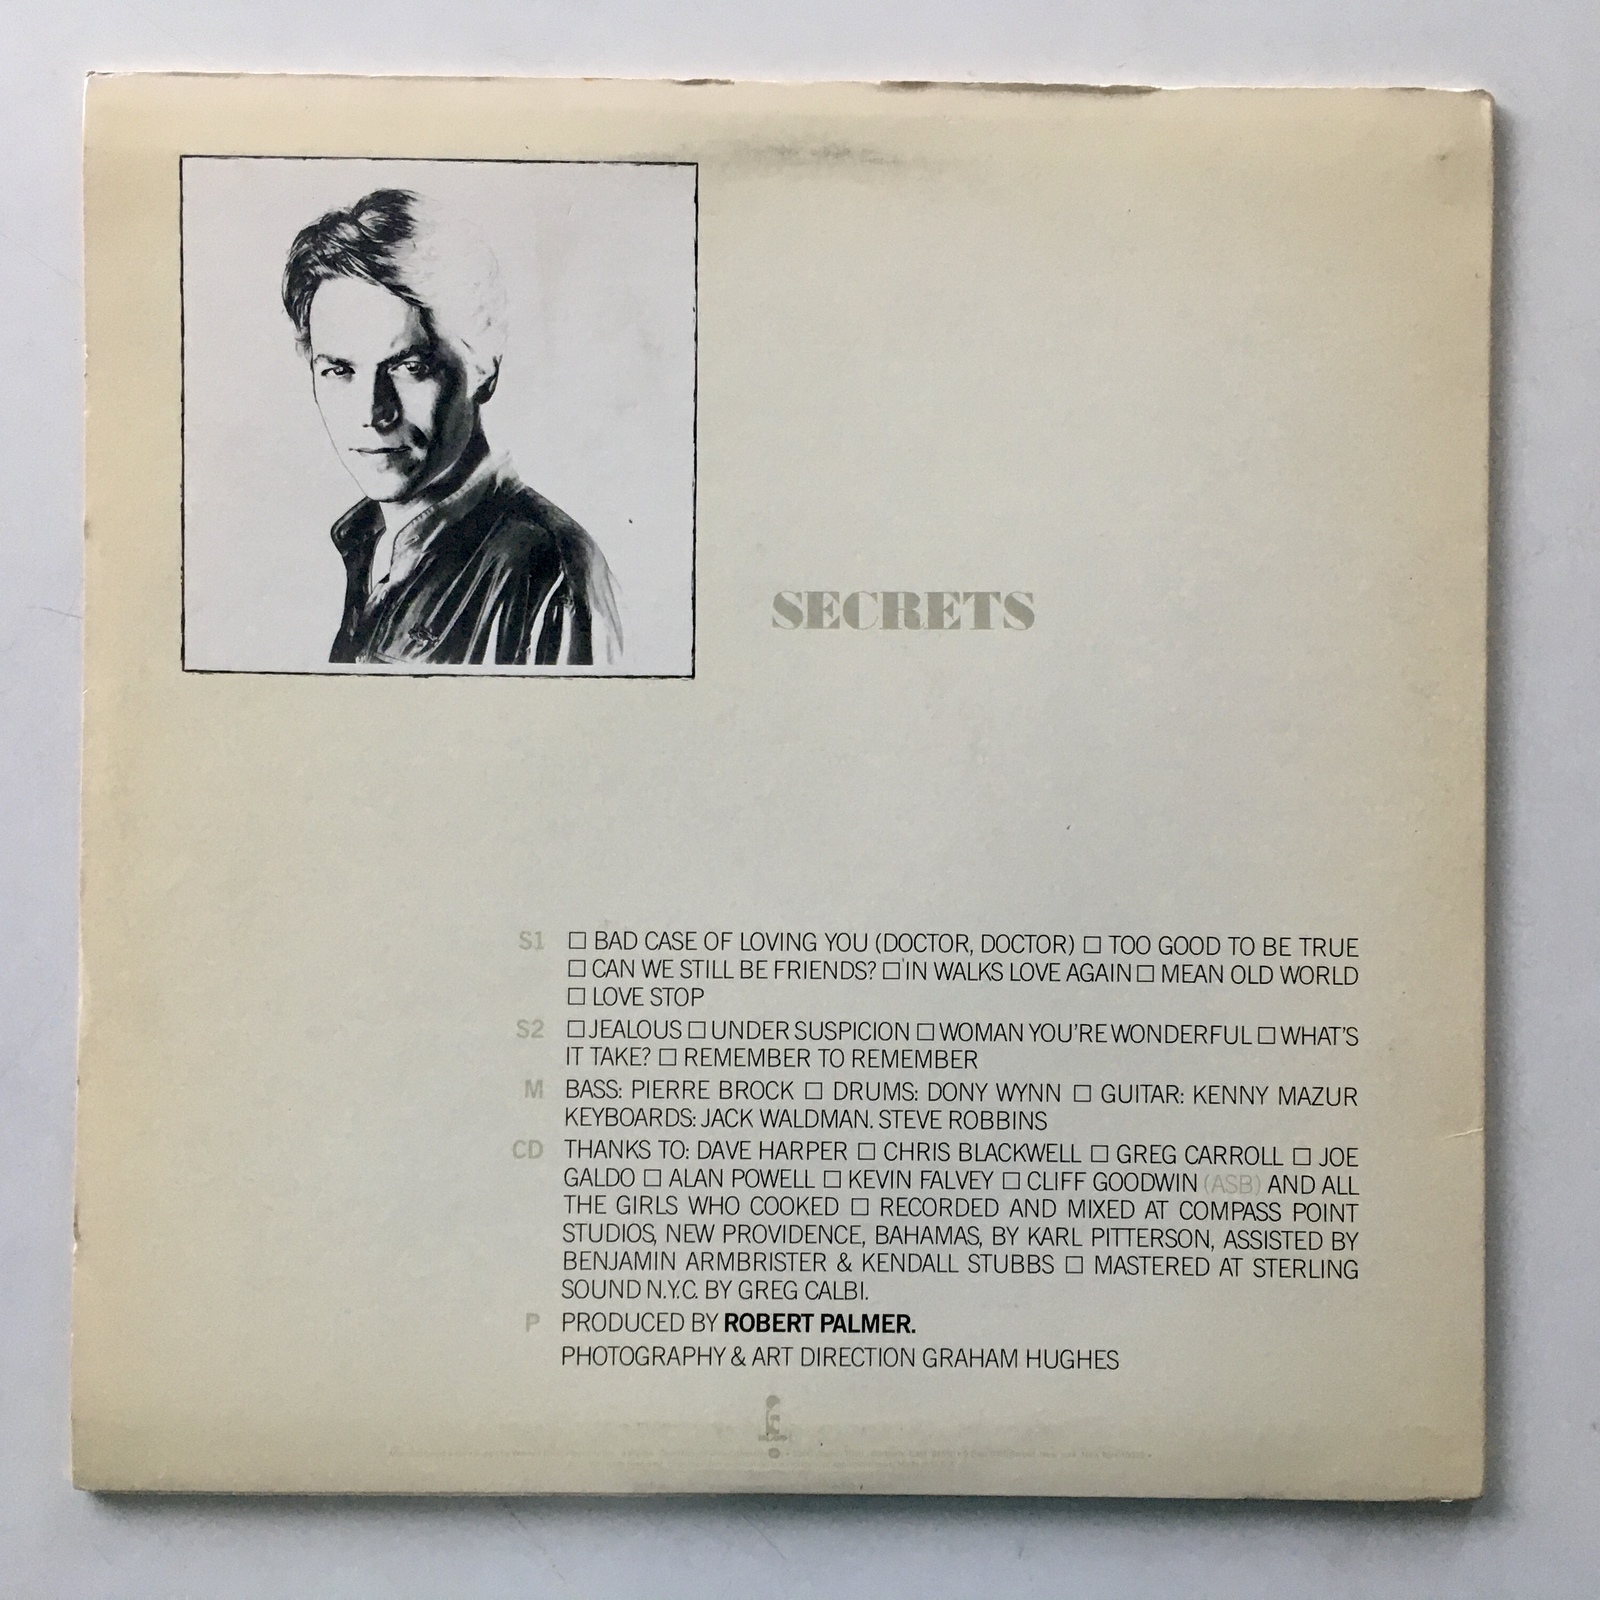 SECRETS
S1 □ BAD CASE OF LOVING YOU (DOCTOR, DOCTOR) □ TOO GOOD TO BE TRUE
□ CAN WE STILL BE FRIENDS? □ IN WALKS LOVE AGAIN □ MEAN OLD WORLD
□ LOVE STOP
S2 □ JEALOUS □ UNDER SUSPICION □ WOMAN YOU'RE WONDERFUL □ WHAT'S
IT TAKE? □ REMEMBER TO REMEMBER
M BASS: PIERRE BROCK □ DRUMS: DONY WYNN □ GUITAR: KENNY MAZUR
KEYBOARDS: JACK WALDMAN. STEVE ROBBINS
CD THANKS TO: DAVE HARPER □ CHRIS BLACKWELL □ GREG CARROLL □ JOE
GALDO □ ALAN POWELL □ KEVIN FALVEY □ CLIFF GOODWIN (ASB) AND ALL
THE GIRLS WHO COOKED □ RECORDED AND MIXED AT COMPASS POINT
STUDIOS, NEW PROVIDENCE, BAHAMAS, BY KARL PITTERSON, ASSISTED BY
BENJAMIN ARMBRISTER & KENDALL STUBBS □ MASTERED AT STERLING
SOUND N.Y.C. BY GREG CALBI.
P PRODUCED BY ROBERT PALMER.
PHOTOGRAPHY & ART DIRECTION GRAHAM HUGHES